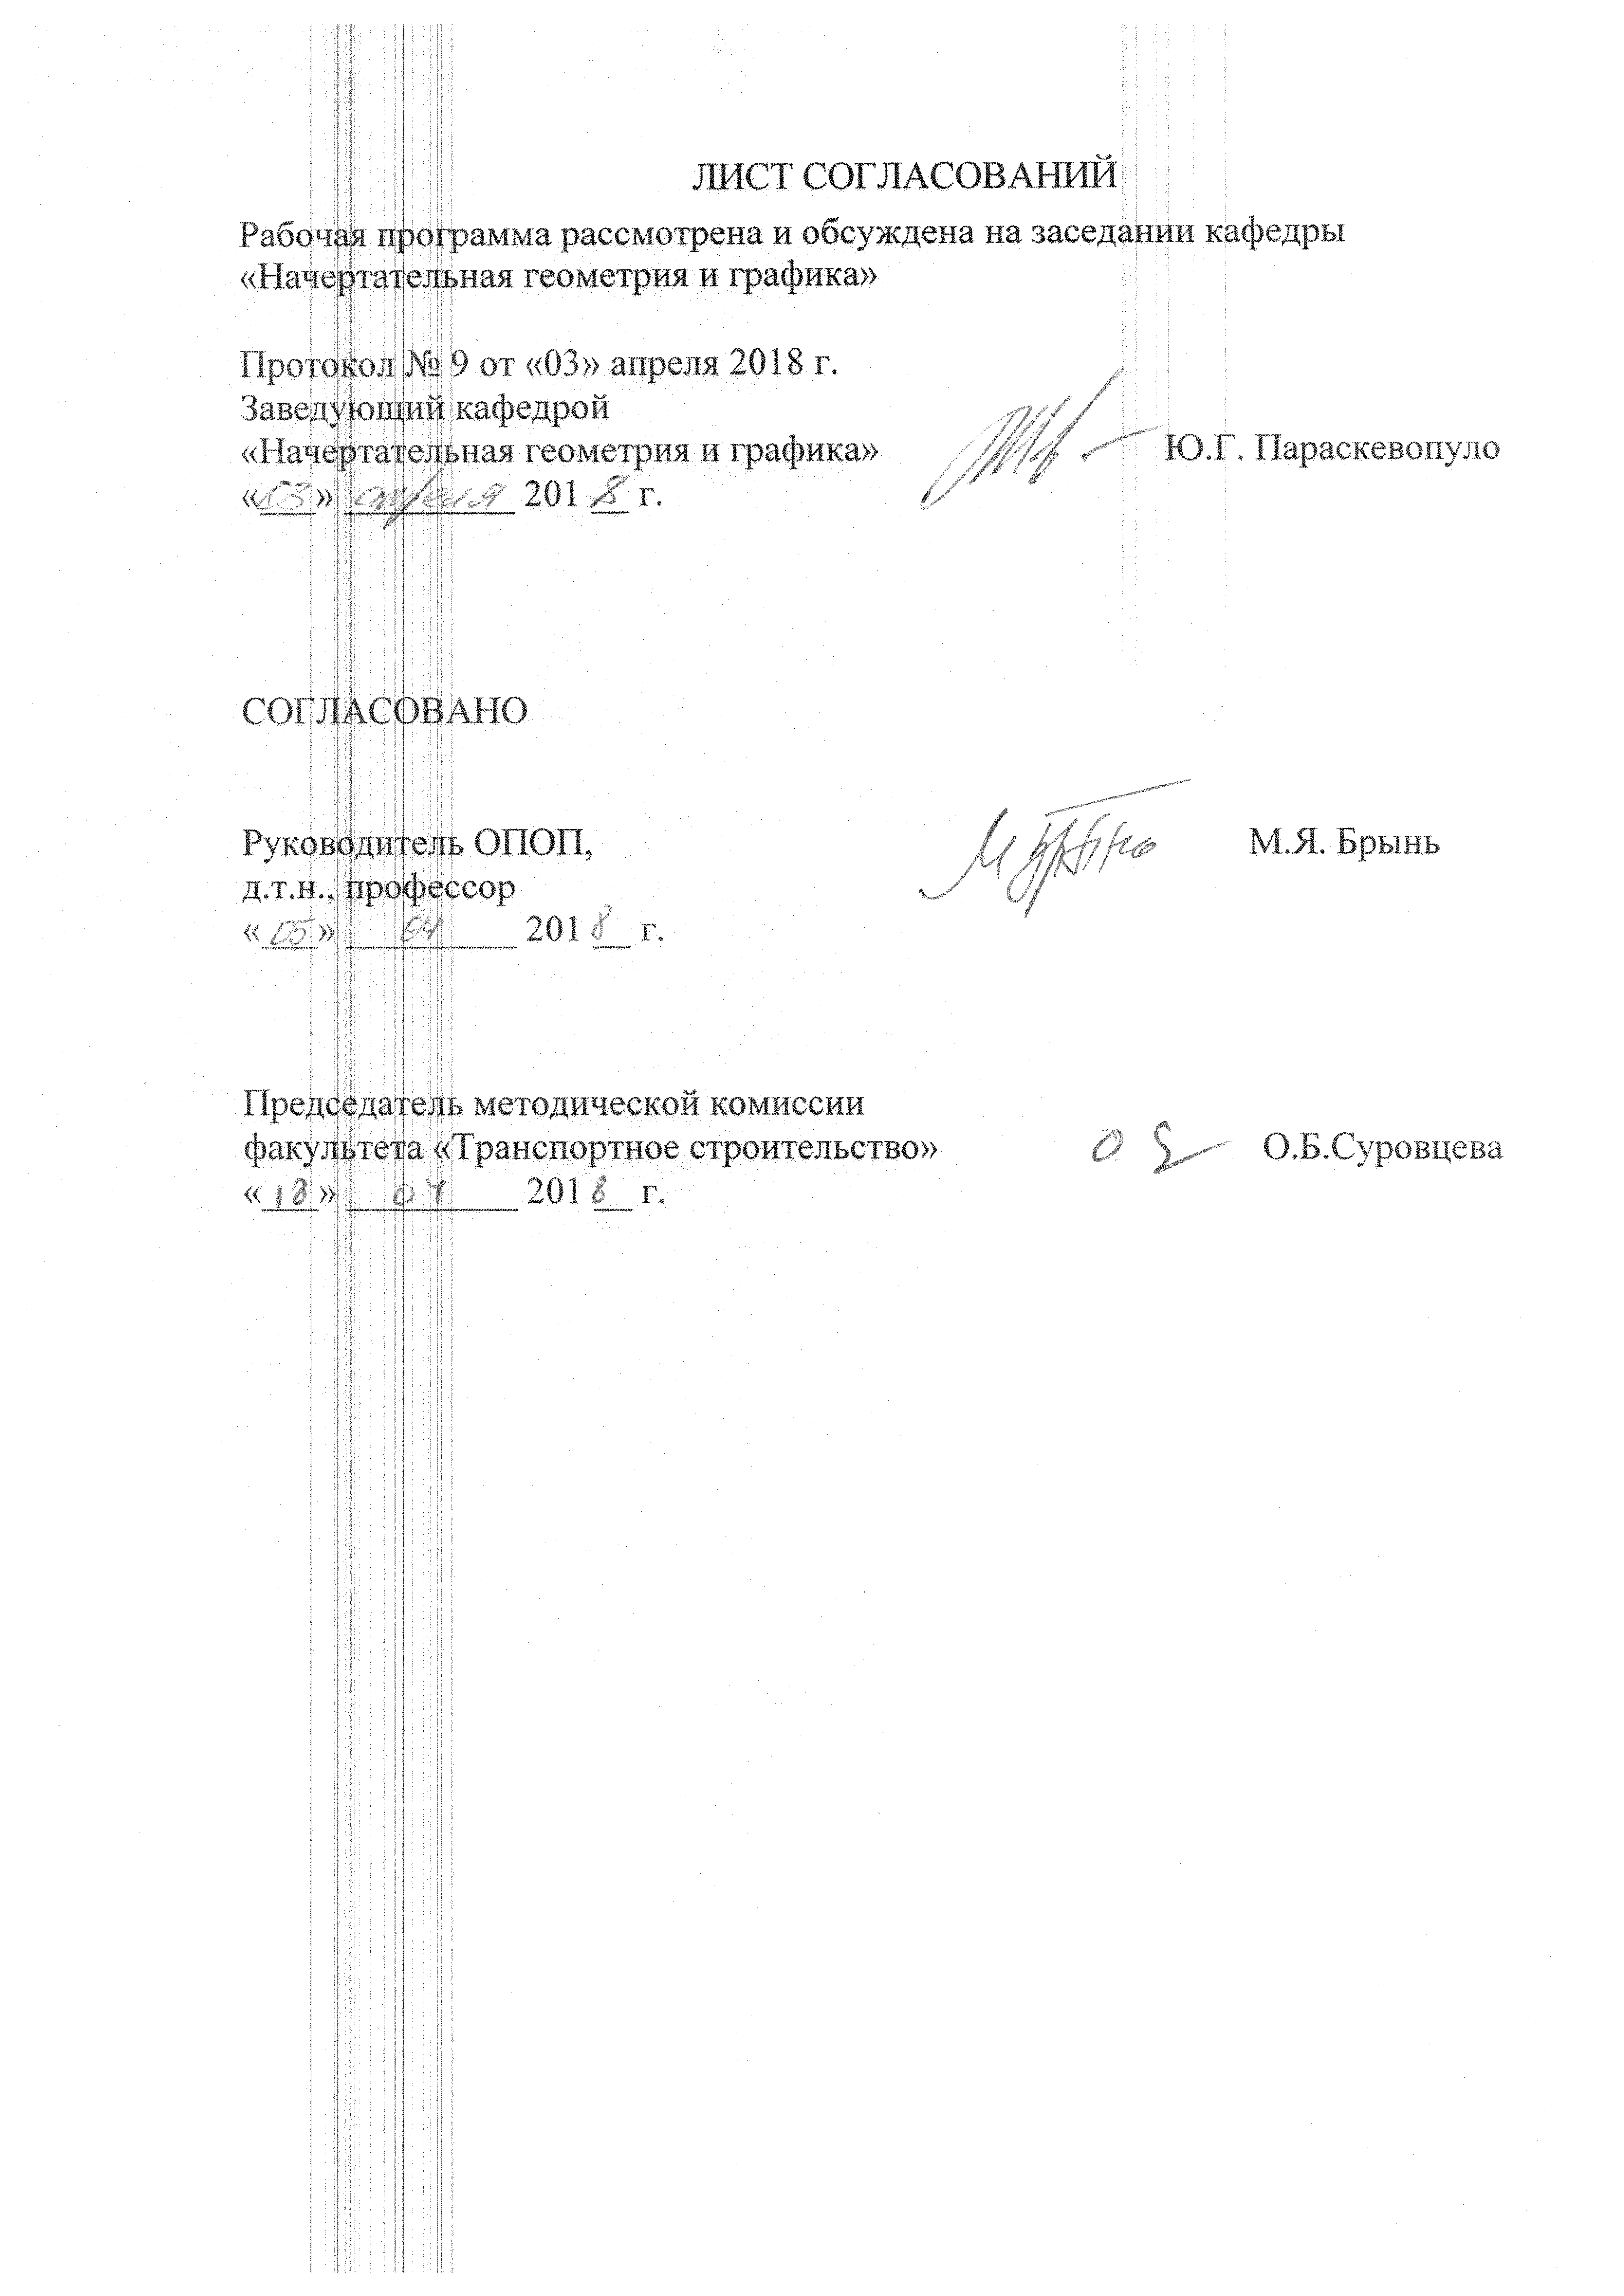 ЛИСТ СОГЛАСОВАНИЙ
Рабочая программа рассмотрена и обсуждена на заседании кафедры
«Начертательная геометрия и графика»
Протокол № 9 от «03» апреля 2018 г.
Заведующий кафедрой
«Начертательная геометрия и графика» Ю.Г. Параскевопуло
«03» апреля 2018 г.
СОГЛАСОВАНО
Руководитель ОПОП, М.Я. Брынь
д.т.н., профессор
«05» 04 2018 г.
Председатель методической комиссии
факультета «Транспортное строительство» О.Б.Суровцева
«18» 04 2018 г.